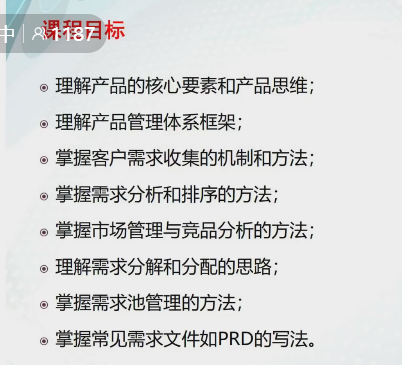 课程目标
中 1187
理解产品的核心要素和产品思维；
理解产品管理体系框架；
掌握客户需求收集的机制和方法；
掌握需求分析和排序的方法；
掌握市场管理与竞品分析的方法；
理解需求分解和分配的思路；
掌握需求池管理的方法；
掌握常见需求文件如PRD的写法。